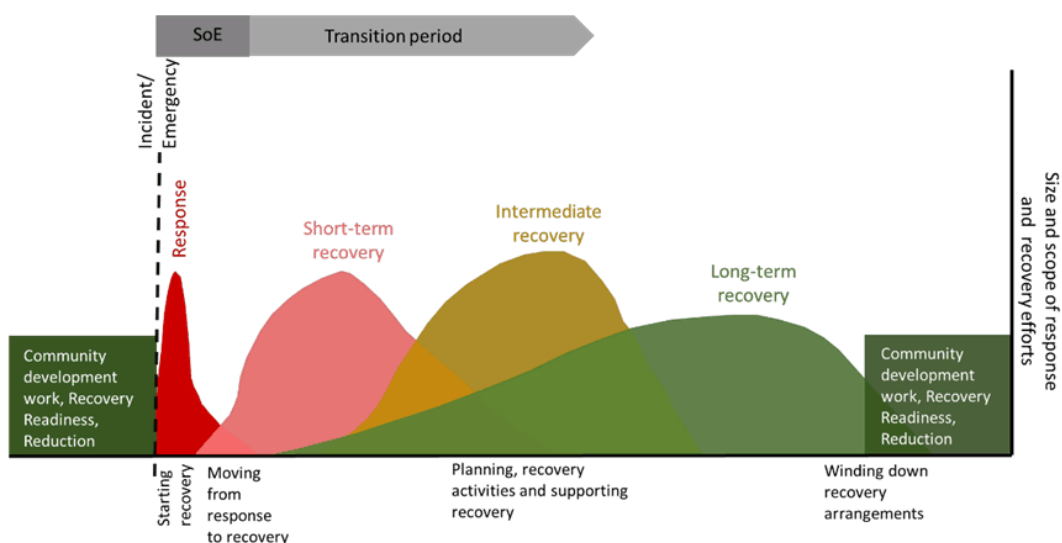 SoE
Transition period
Incident/
Emergency
Response
Short-term
recovery
Intermediate
recovery
Long-term
recovery
Size and scope of response
and recovery efforts
Community
development
work, Recovery
Readiness,
Reduction
Community
development
work, Recovery
Readiness,
Reduction
Starting
recovery
Moving
from
response
to recovery
Planning, recovery
activities and supporting
recovery
Winding down
recovery
arrangements